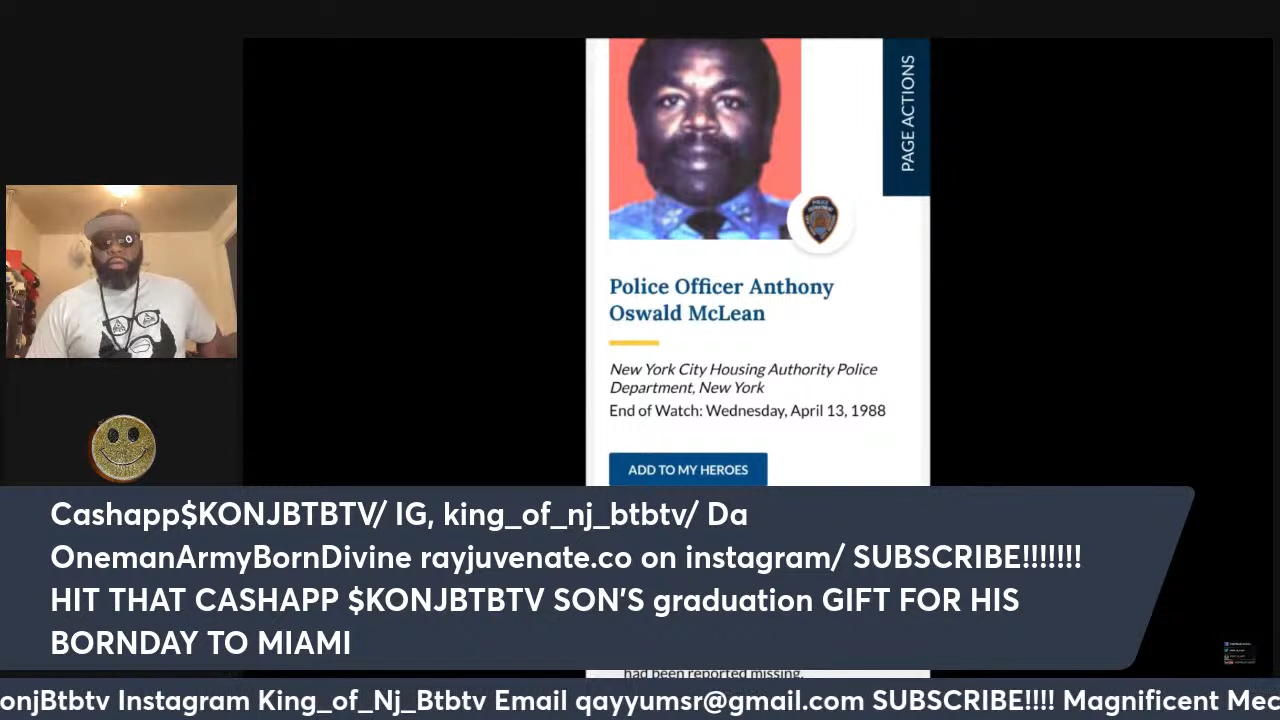 PAGE ACTIONS
Police Officer Anthony
Oswald McLean
New York City Housing Authority Police
Department, New York
End of Watch: Wednesday, April 13, 1988
ADD TO MY HEROES
Cashapp$KONJBTBTV/ IG, king_of_nj_btbtv/ Da
OnemanArmyBornDivine rayjuvenate.co on instagram/ SUBSCRIBE!!!!!!!
HIT THAT CASHAPP $KONJBTBTV SON'S graduation GIFT FOR HIS
BORNDAY TO MIAMI
had been reported missing.
onjBtbtv Instagram King_of_Nj_Btbtv Email qayyumsr@gmail.com SUBSCRIBE!!!! Magnificent Mec